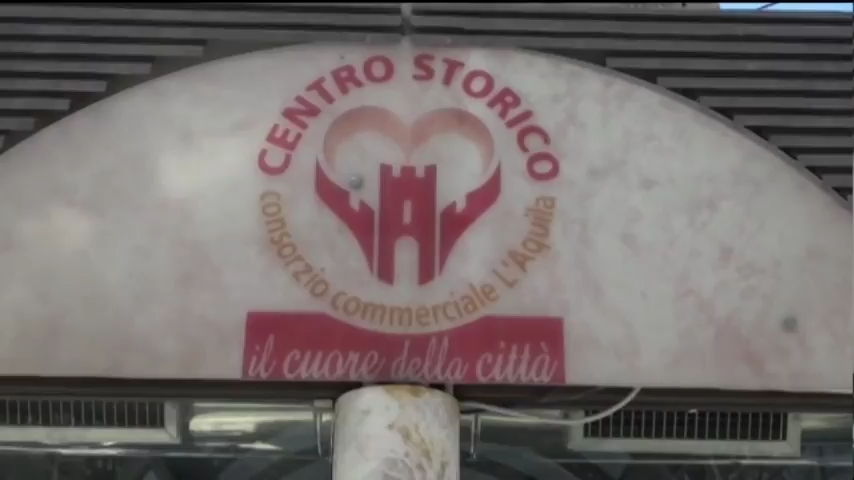 CENTRO STORICO
consorzio commerciale L'Aquila
il cuore della città